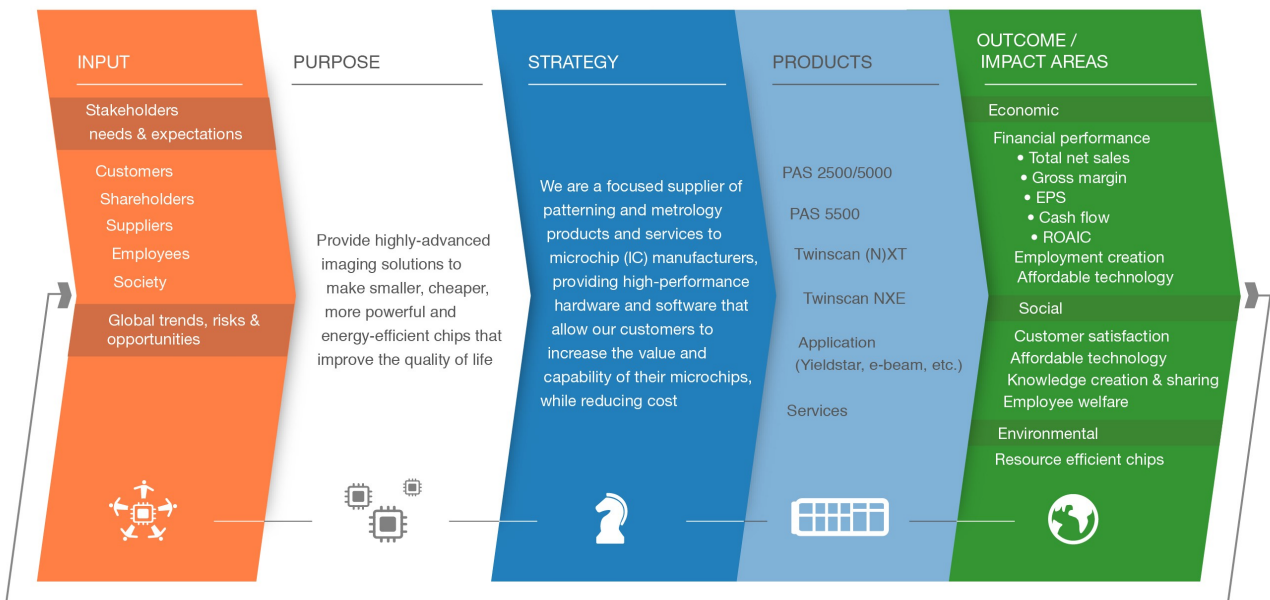 INPUT
Stakeholders
needs & expectations
Customers
Shareholders
Suppliers
Employees
Society
Global trends, risks &
opportunities
PURPOSE
Provide highly-advanced
imaging solutions to
make smaller, cheaper,
more powerful and
energy-efficient chips that
improve the quality of life
STRATEGY
We are a focused supplier of
patterning and metrology
products and services to
microchip (IC) manufacturers,
providing high-performance
hardware and software that
allow our customers to
increase the value and
capability of their microchips,
while reducing cost
PRODUCTS
PAS 2500/5000
PAS 5500
Twinscan (N)XT
Twinscan NXE
Application
(Yieldstar, e-beam, etc.)
Services
OUTCOME /
IMPACT AREAS
Economic
Financial performance
• Total net sales
• Gross margin
• EPS
• Cash flow
• ROAIC
Employment creation
Affordable technology
Social
Customer satisfaction
Affordable technology
Knowledge creation & sharing
Employee welfare
Environmental
Resource efficient chips